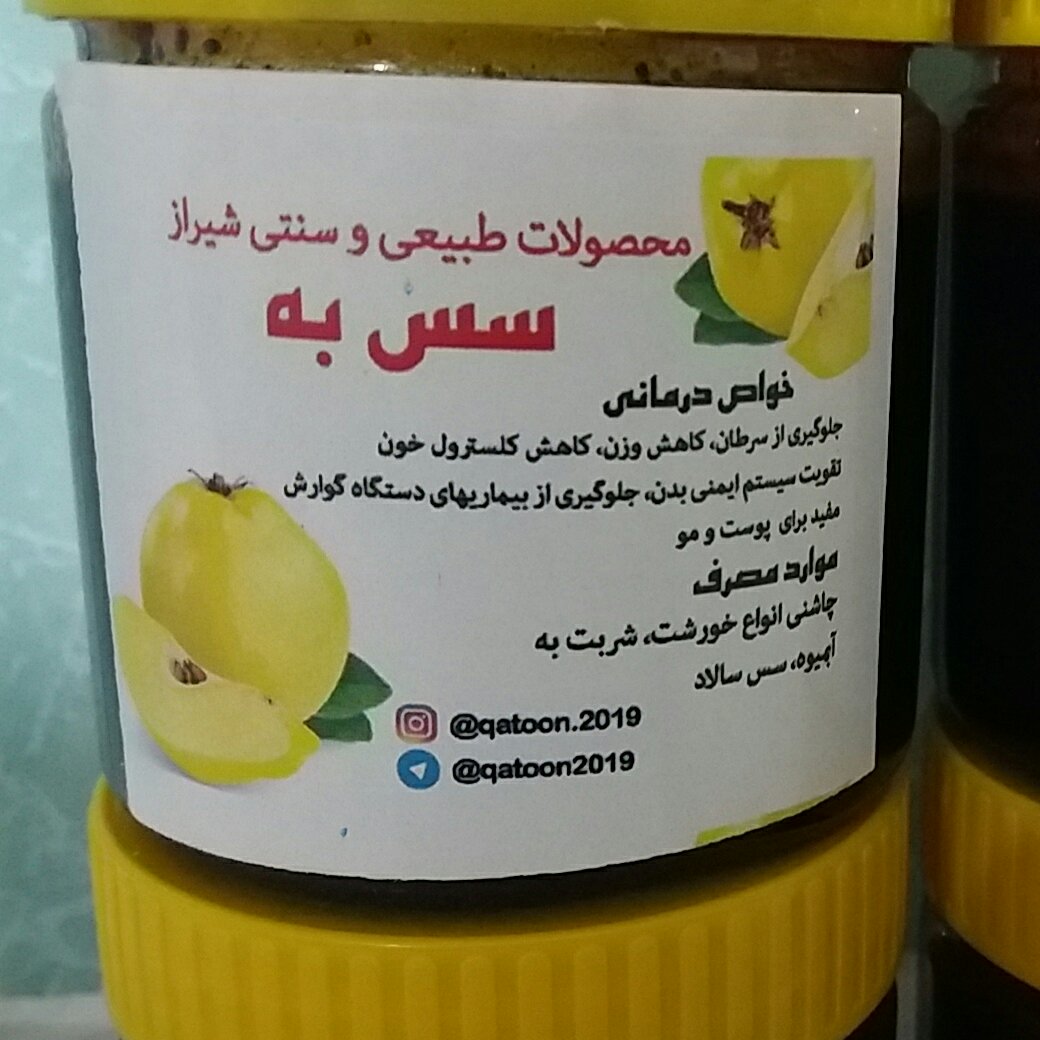 محصولات طبیعی و سنتی شیراز
سس به
خواص درمانی
جلوگیری از سرطان، کاهش وزن، کاهش کلسترول خون
تقویت سیستم ایمنی بدن، جلوگیری از بیماریهای دستگاه گوارش
مفید برای پوست و مو
موارد مصرف
چاشنی انواع خورشت، شربت به
آبمیوه، سس سالاد
@qatoon.2019
@qatoon2019